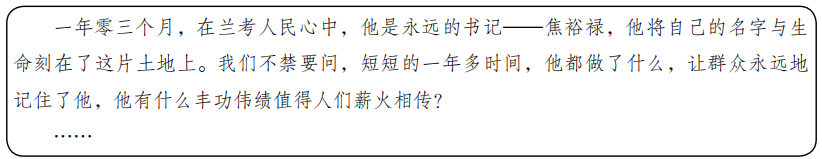 一年零三个月，在兰考人民心中，他是永远的书记——焦裕禄，他将自己的名字与生
命刻在了这片土地上。我们不禁要问，短短的一年多时间，他都做了什么，让群众永远地
记住了他，他有什么丰功伟绩值得人们薪火相传？
……